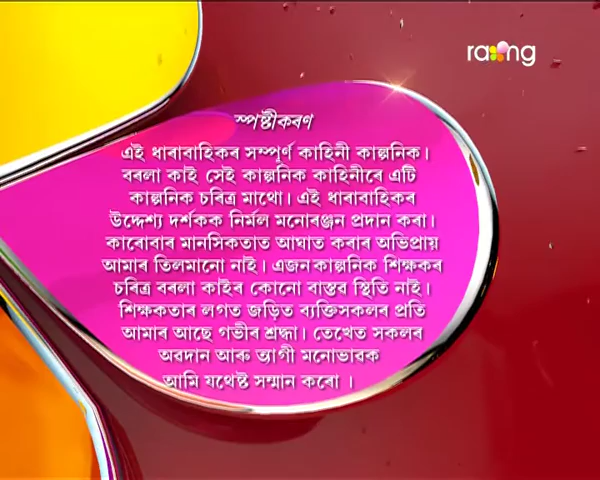 rang
স্পষ্টীকৰণ
এই ধাৰাবাহিকৰ সম্পূৰ্ণ কাহিনী কাল্পনিক।
বৰলা কাই সেই কাল্পনিক কাহিনীৰে এটি
কাল্পনিক চৰিত্ৰ মাথো। এই ধাৰাবাহিকৰ
উদ্দেশ্য দৰ্শকক নিৰ্মল মনোৰঞ্জন প্ৰদান কৰা।
কাৰোবাৰ মানসিকতাত আঘাত কৰাৰ অভিপ্ৰায়
আমাৰ তিলমানো নাই। এজন কাল্পনিক শিক্ষকৰ
চৰিত্ৰ বৰলা কাইৰ কোনো বাস্তৱ স্থিতি নাই।
শিক্ষকতাৰ লগত জড়িত ব্যক্তিসকলৰ প্ৰতি
আমাৰ আছে গভীৰ শ্ৰদ্ধা। তেখেত সকলৰ
অৱদান আৰু ত্যাগী মনোভাৱক
আমি যথেষ্ট সন্মান কৰো ।